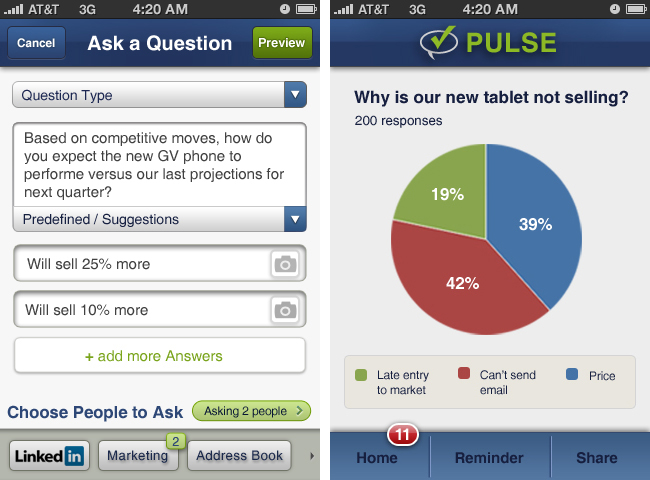 AT&T 3G 4:20 AM
Cancel Ask a Question Preview
Question Type
Based on competitive moves, how do
you expect the new GV phone to
performe versus our last projections for
next quarter?
Predefined / Suggestions
Will sell 25% more
Will sell 10% more
+ add more Answers
Choose People to Ask Asking 2 people
Linked in
Marketing 2
Address Book
AT&T 3G 4:20 AM
PULSE
Why is our new tablet not selling?
200 responses
19%
39%
42%
Late entry
to market
Can't send
email
Price
11
Home Reminder Share